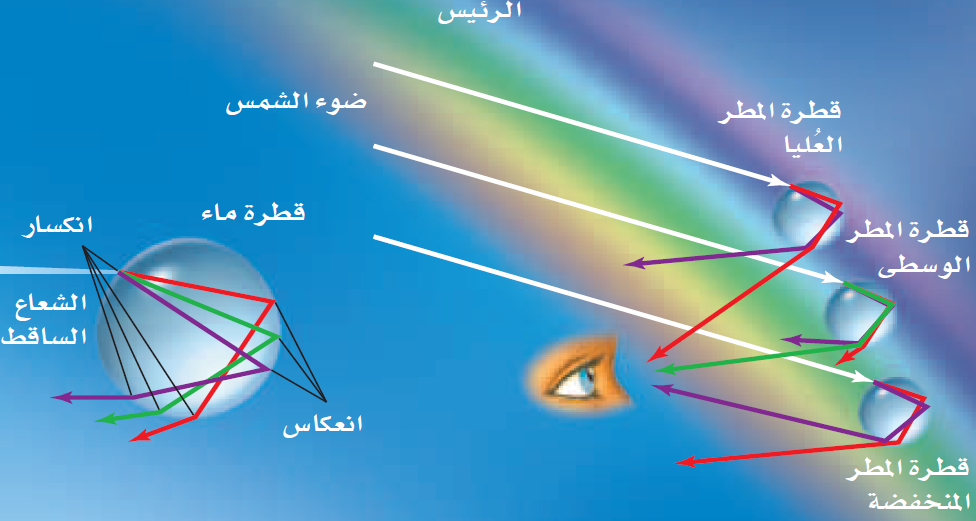 الرئيس
ضوء الشمس
قطرة المطر
العُليا
قطرة المطر
الوسطى
قطرة المطر
المنخفضة
قطرة ماء
انكسار
الشعاع
الساقط
انعكاس